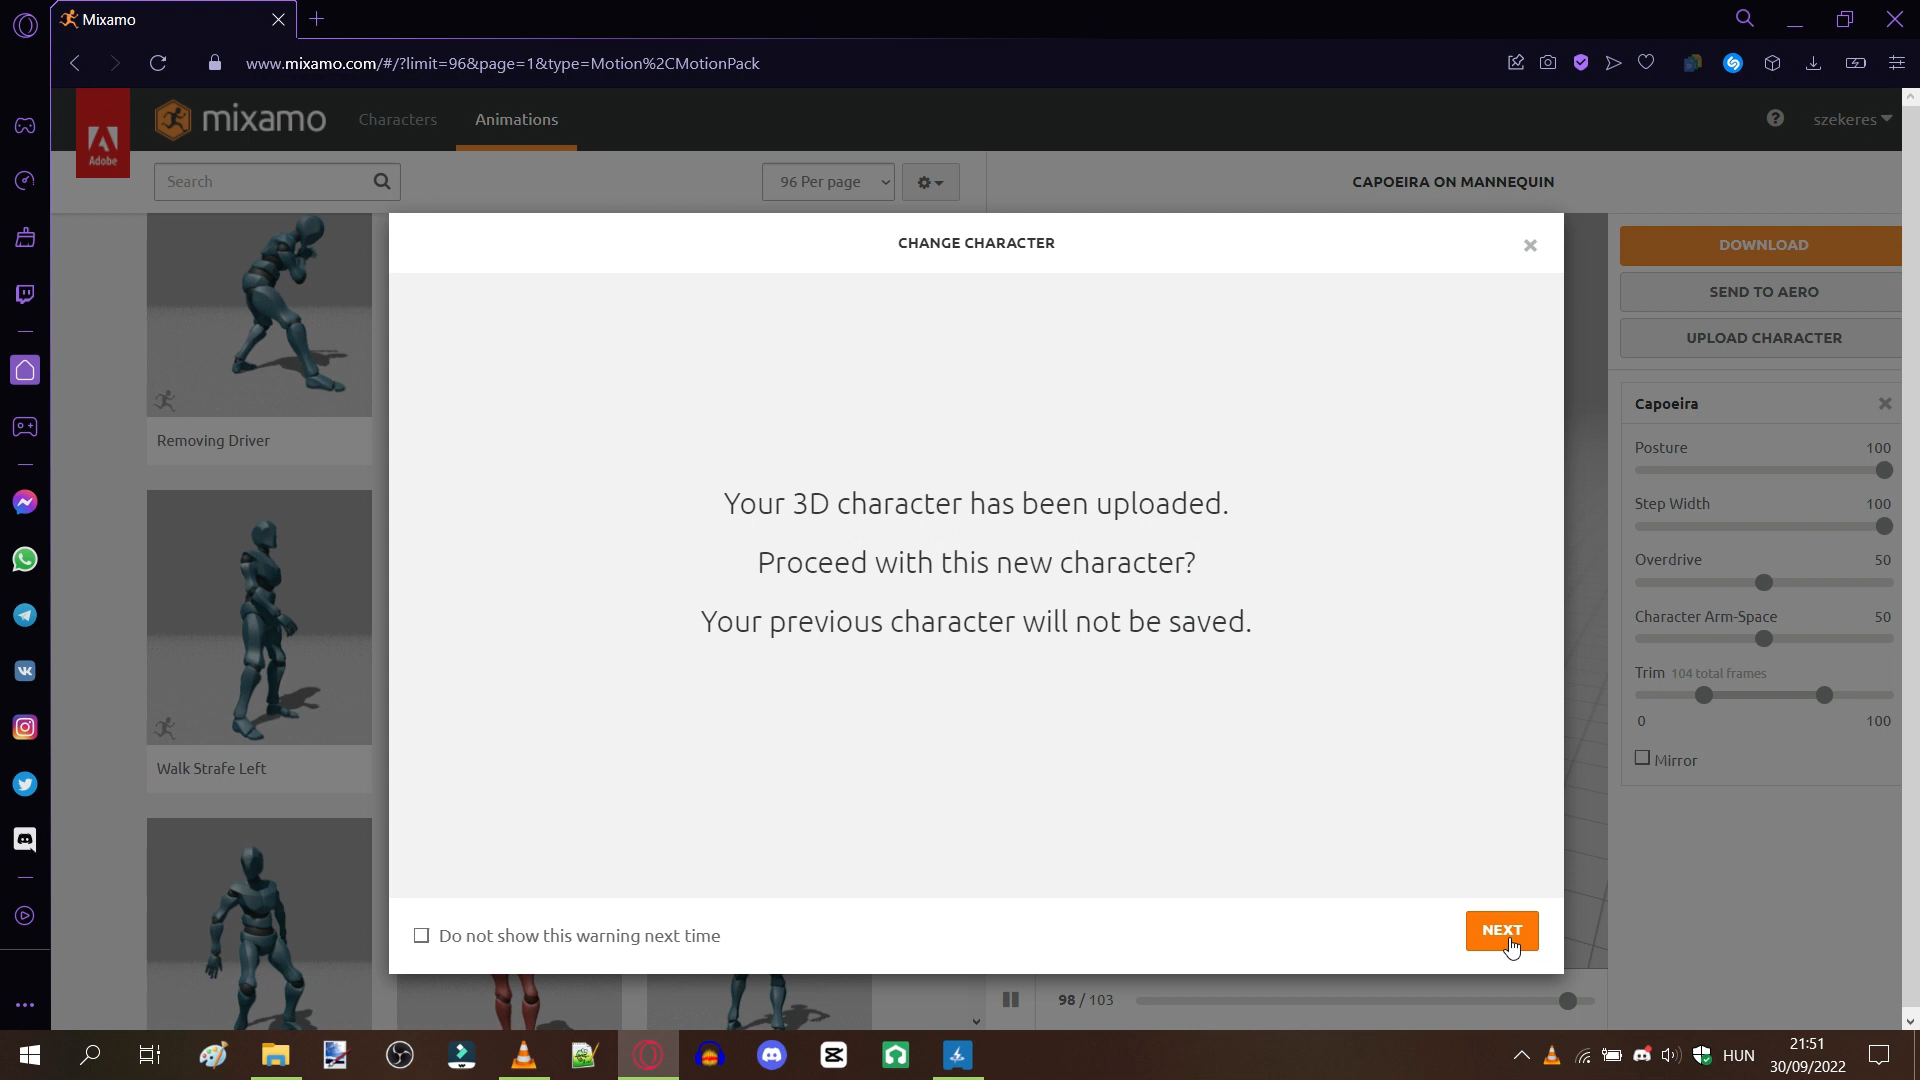 Mixamo
www.mixamo.com/#/?limit=96&page=1&type=Motion%2CMotionPack
Adobe
mixamo
Characters
Animations
szekeres
Search
96 Per page
CAPOEIRA ON MANNEQUIN
CHANGE CHARACTER
DOWNLOAD
SEND TO AERO
UPLOAD CHARACTER
Capoeira
Removing Driver
Posture 100
Your 3D character has been uploaded.
Step Width 100
Proceed with this new character?
Overdrive 50
Your previous character will not be saved.
Character Arm-Space 50
Trim 104 total frames
0 100
Mirror
Walk Strafe Left
Do not show this warning next time
NEXT
98 / 103
HUN
21:51
30/09/2022